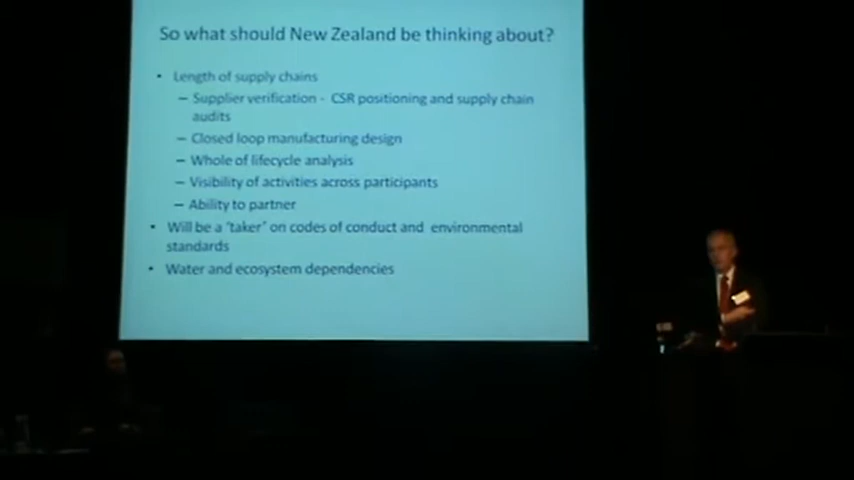 So what should New Zealand be thinking about?
• Length of supply chains
– Supplier verification - CSR positioning and supply chain
audits
– Closed loop manufacturing design
– Whole of lifecycle analysis
– Visibility of activities across participants
– Ability to partner
• Will be a 'taker' on codes of conduct and environmental
standards
• Water and ecosystem dependencies